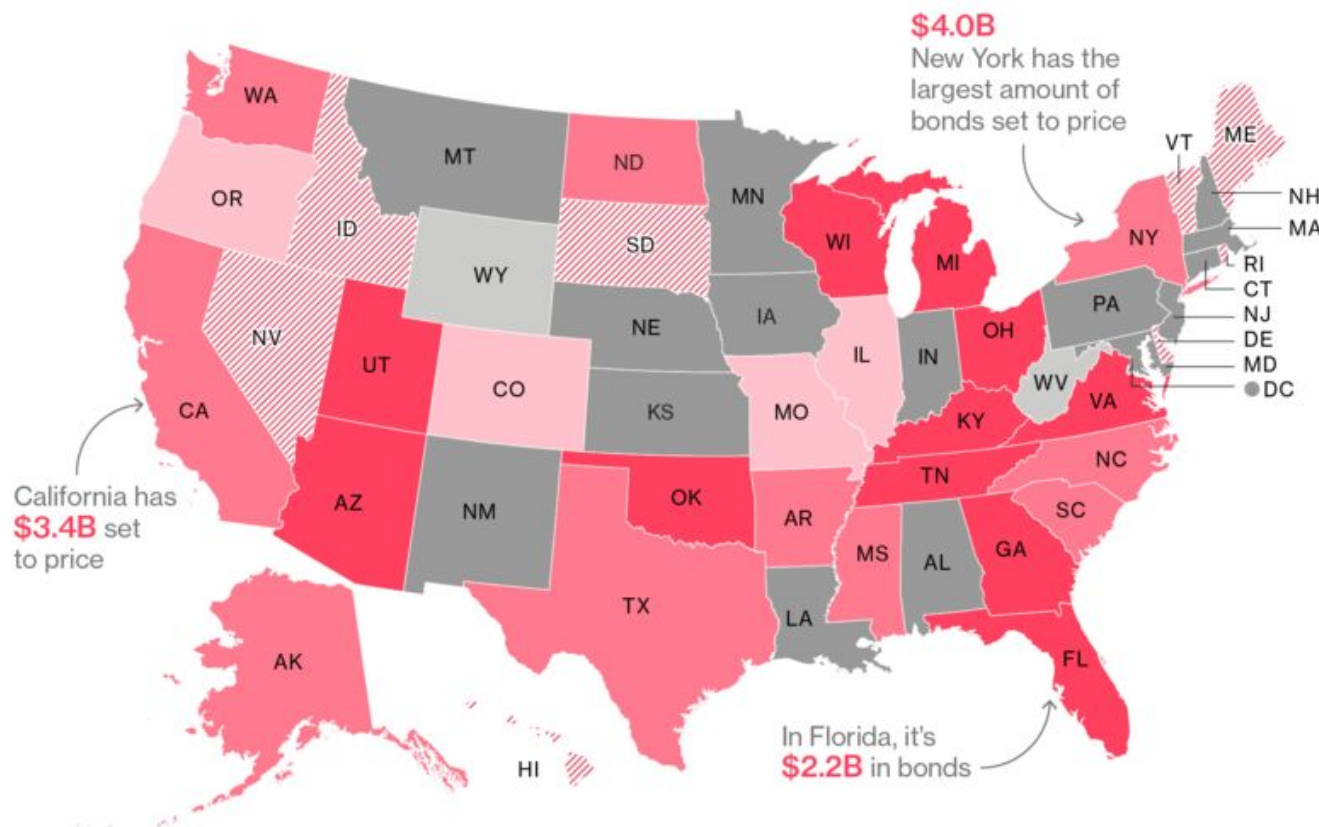 $4.0B
New York has the
largest amount of
bonds set to price
WA
MT
ND
MN
VT
ME
OR
ID
SD
WI
MI
NY
NH
MA
WY
RI
CT
NV
NE
IA
PA
NJ
IL
IN
OH
DE
MD
UT
CO
WV
DC
CA
KS
MO
KY
VA
California has
$3.4B set
to price
AZ
NM
OK
AR
TN
NC
SC
MS
AL
GA
TX
LA
AK
FL
In Florida, it's
$2.2B in bonds
HI